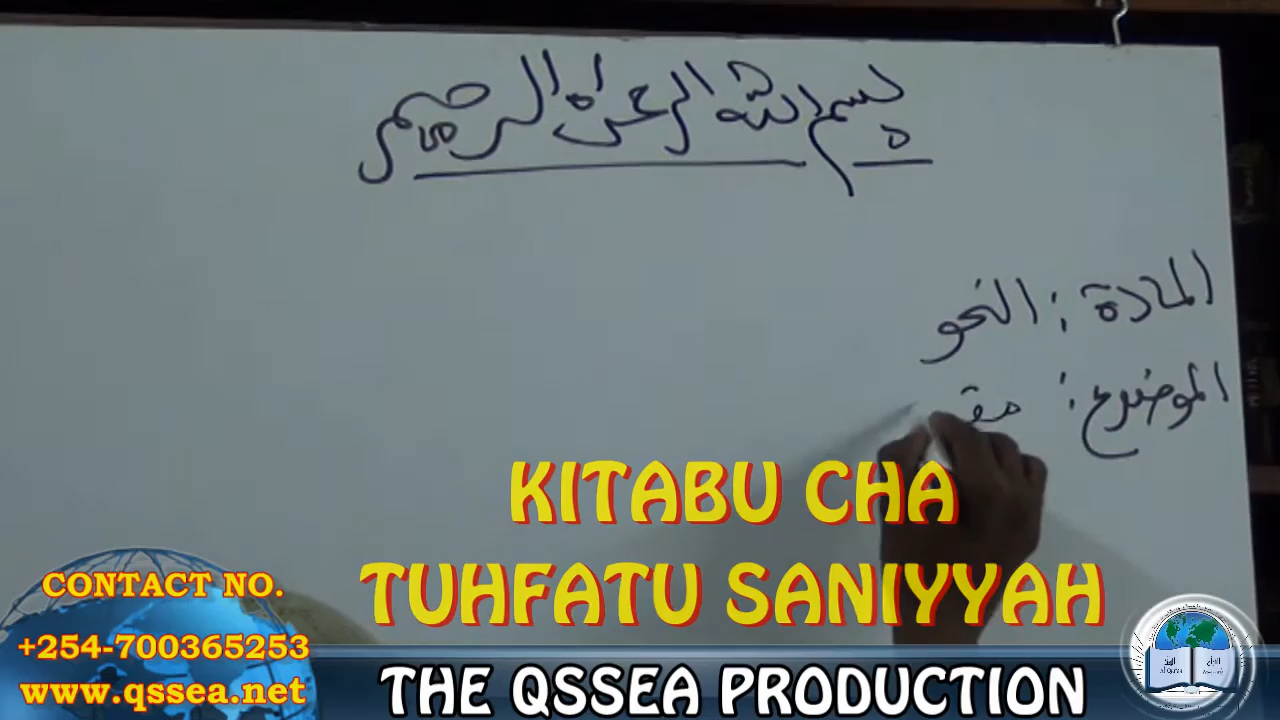 بسم الله الرحمن الرحيم
المادة : النحو
الموضوع : مقـ
KITABU CHA
TUHFATU SANIYYAH
CONTACT NO.
+254-700365253
www.qssea.net
THE QSSEA PRODUCTION